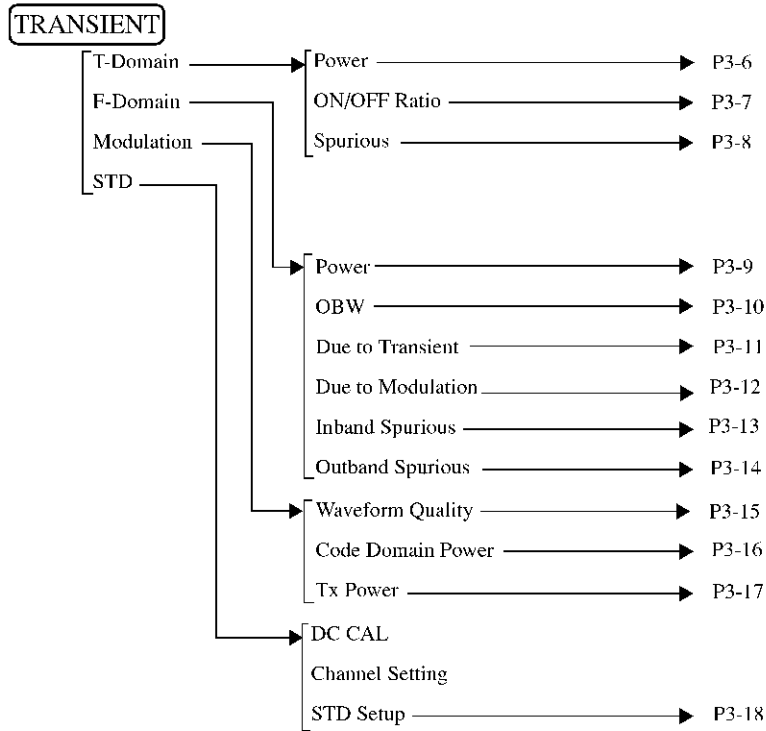 TRANSIENT
T-Domain
F-Domain
Modulation
STD
Power P3-6
ON/OFF Ratio P3-7
Spurious P3-8
Power P3-9
OBW P3-10
Due to Transient P3-11
Due to Modulation P3-12
Inband Spurious P3-13
Outband Spurious P3-14
Waveform Quality P3-15
Code Domain Power P3-16
Tx Power P3-17
DC CAL
Channel Setting
STD Setup P3-18